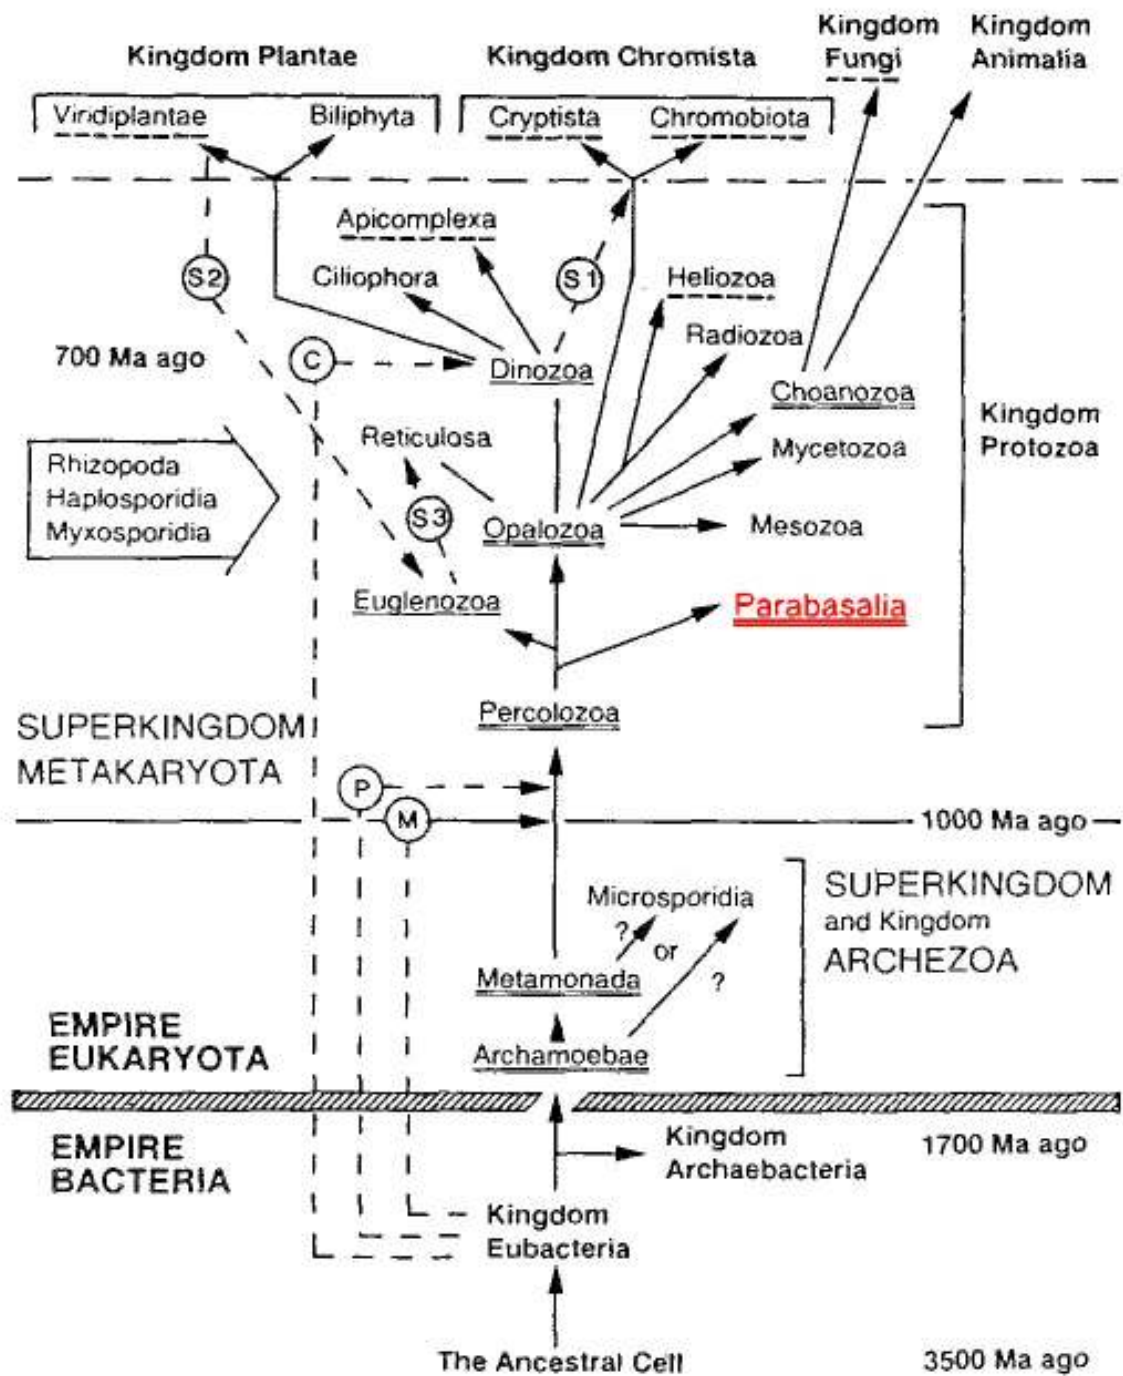 Kingdom Plantae
Kingdom Chromista
Kingdom
Fungi
Kingdom
Animalia
Viridiplantae
Biliphyta
Cryptista
Chromobiota
Apicomplexa
Ciliophora
S2
S1
Heliozoa
Radiozoa
700 Ma ago
C
Dinozoa
Choanozoa
Kingdom
Protozoa
Reticulosa
Mycetozoa
Rhizopoda
Haplosporidia
Myxosporidia
S3
Opalozoa
Mesozoa
Euglenozoa
Parabasalia
Percolozoa
SUPERKINGDOM
METAKARYOTA
P
M
1000 Ma ago
Microsporidia
? or
?
Metamonada
SUPERKINGDOM
and Kingdom
ARCHEZOA
Archamoebae
EMPIRE
EUKARYOTA
EMPIRE
BACTERIA
Kingdom
Archaebacteria
1700 Ma ago
Kingdom
Eubacteria
The Ancestral Cell
3500 Ma ago